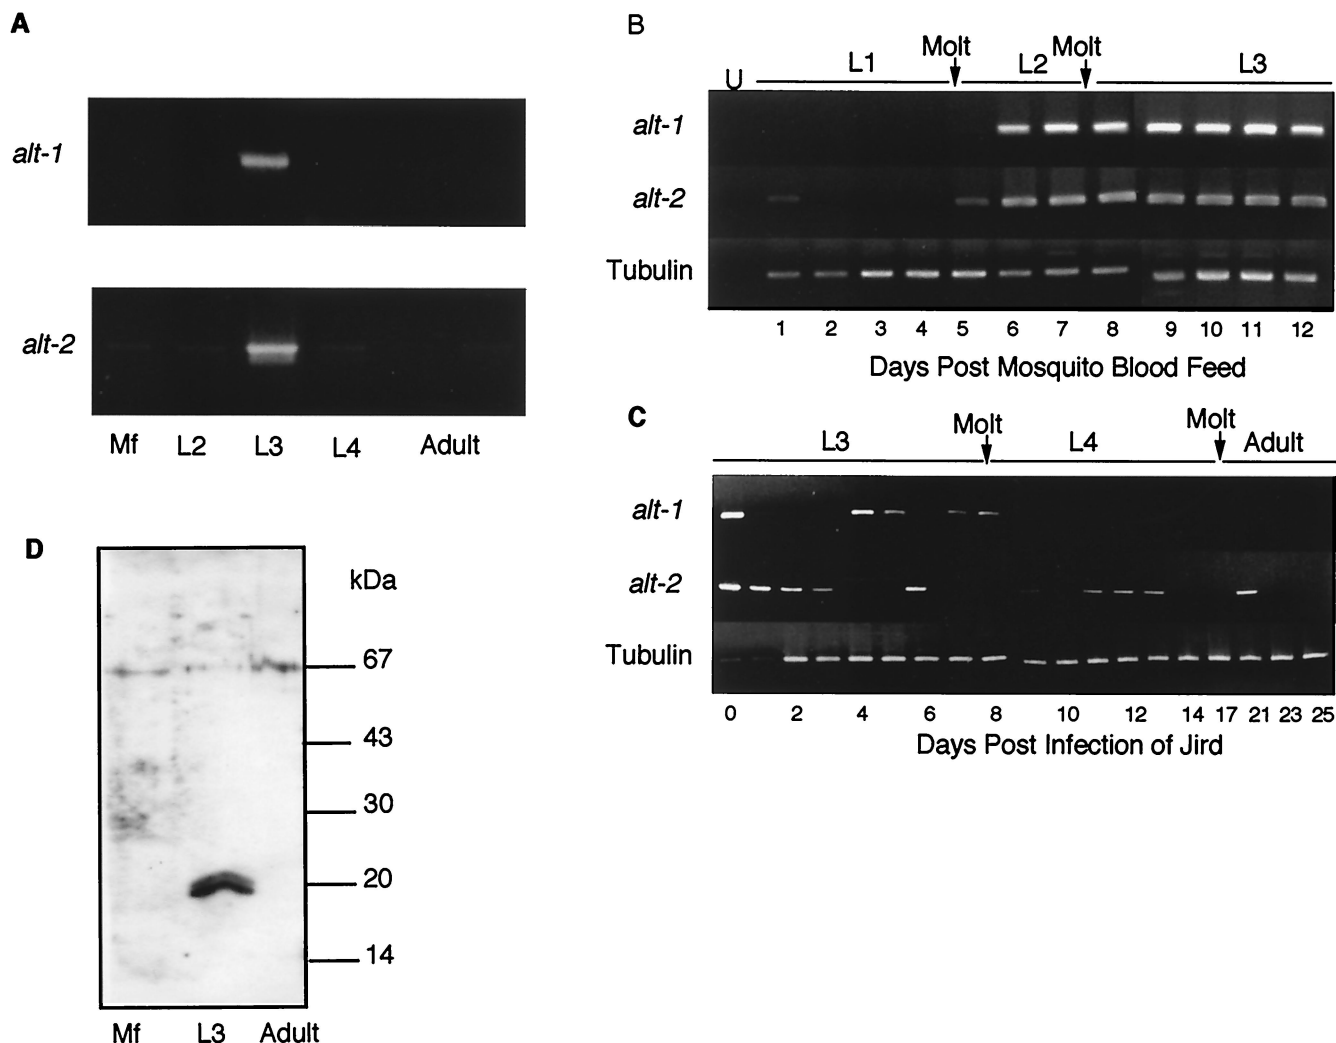 A
alt-1
alt-2
Mf L2 L3 L4 Adult
B
U L1 Molt L2 Molt L3
alt-1
alt-2
Tubulin
1 2 3 4 5 6 7 8 9 10 11 12
Days Post Mosquito Blood Feed
C
L3 Molt L4 Molt Adult
alt-1
alt-2
Tubulin
0 2 4 6 8 10 12 14 17 21 23 25
Days Post Infection of Jird
D
kDa
67
43
30
20
14
Mf L3 Adult